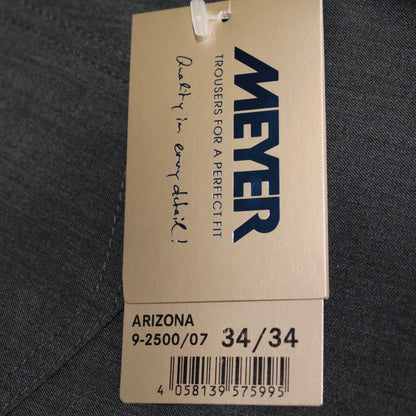 MEYER
TROUSERS FOR A PERFECT FIT
Quality in every detail!
ARIZONA
9-2500/07 34/34
4 058139 575995